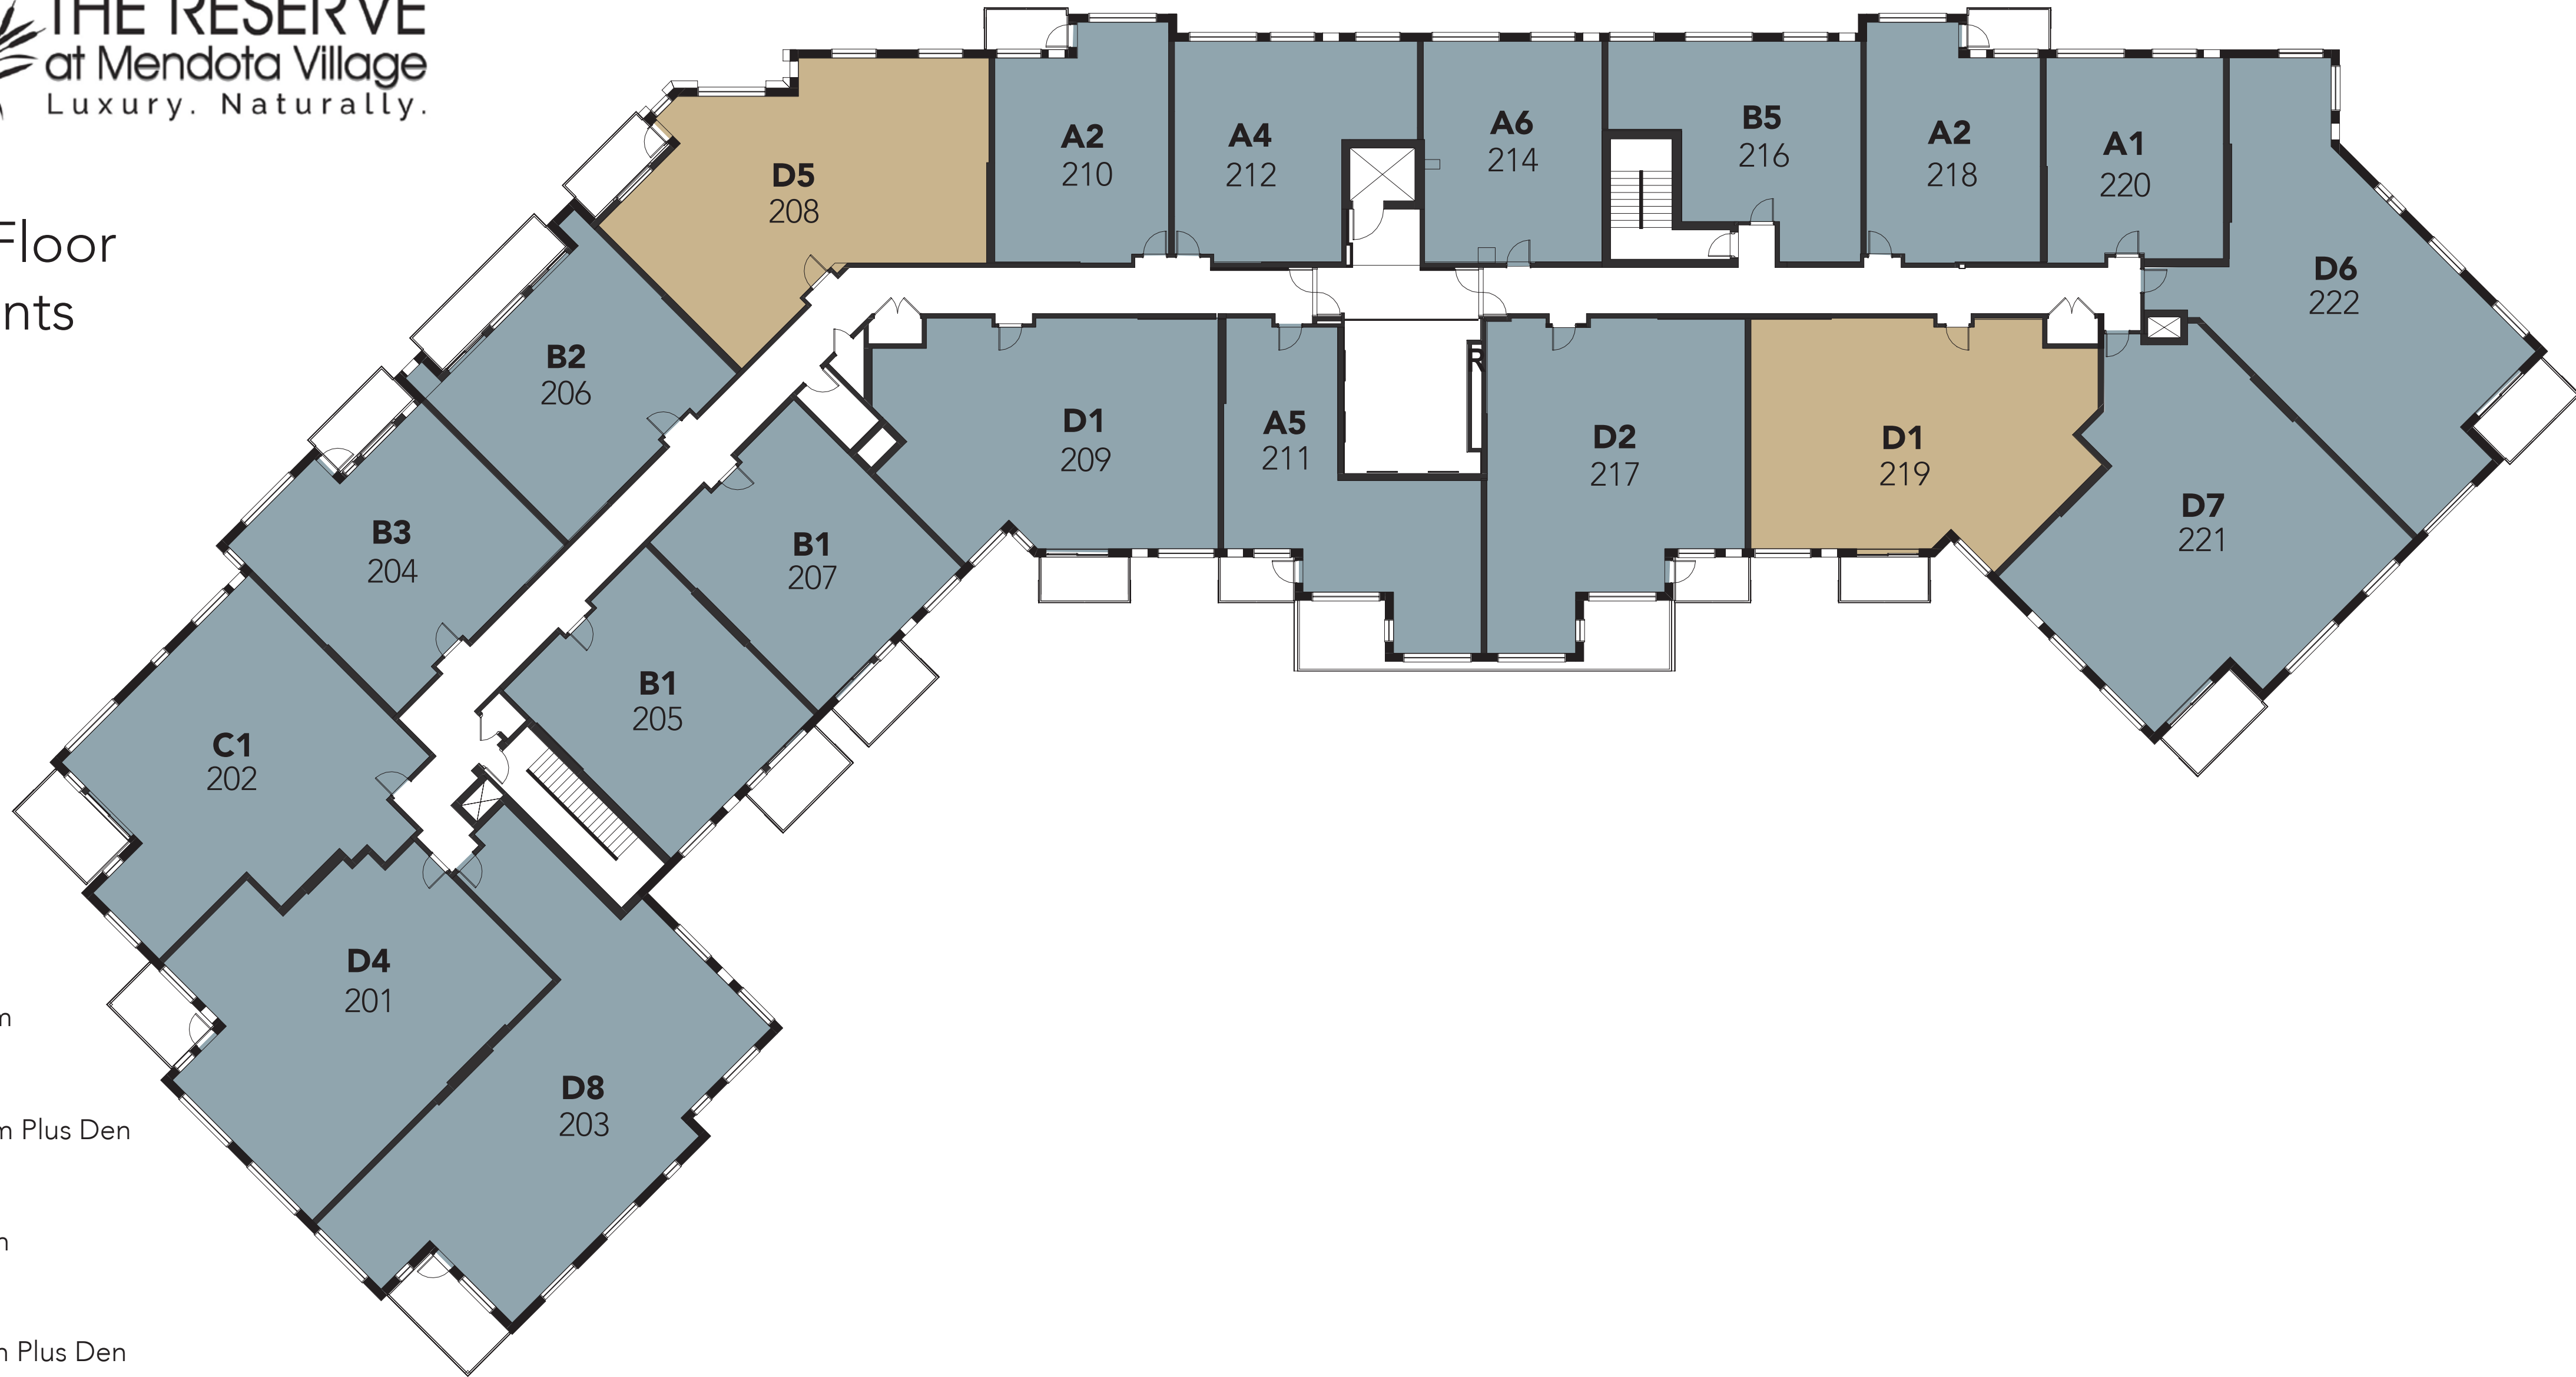 THE RESERVE
at Mendota Village
Luxury. Naturally.
Floor
nts
D5
208
A2
210
A4
212
A6
214
B5
216
A2
218
A1
220
D6
222
B2
206
D1
209
A5
211
R
D2
217
D1
219
D7
221
B3
204
B1
207
B1
205
C1
202
D4
201
D8
203
m
m Plus Den
m
m Plus Den